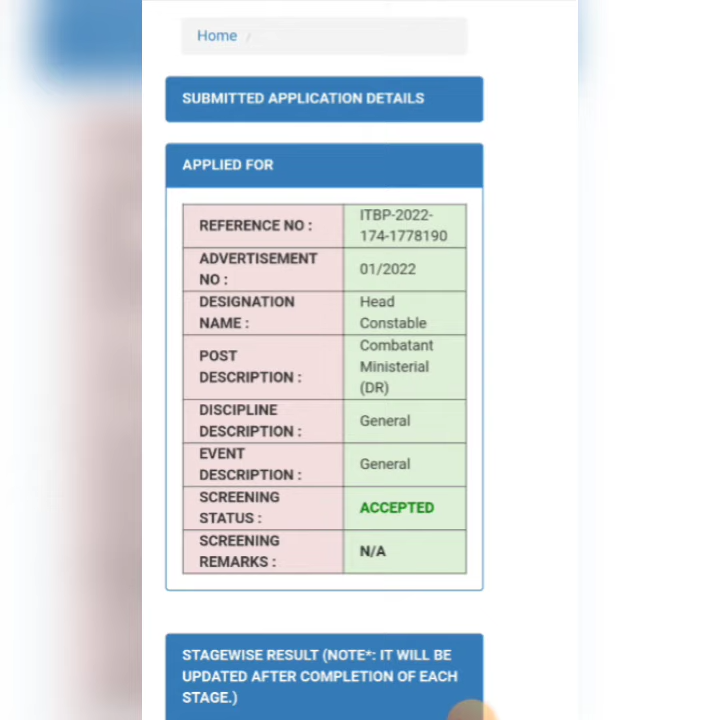 Home /
SUBMITTED APPLICATION DETAILS
APPLIED FOR
REFERENCE NO :
ITBP-2022-
174-1778190
ADVERTISEMENT
NO :
01/2022
DESIGNATION
NAME :
Head
Constable
POST
DESCRIPTION :
Combatant
Ministerial
(DR)
DISCIPLINE
DESCRIPTION :
General
EVENT
DESCRIPTION :
General
SCREENING
STATUS :
ACCEPTED
SCREENING
REMARKS :
N/A
STAGEWISE RESULT (NOTE*: IT WILL BE
UPDATED AFTER COMPLETION OF EACH
STAGE.)